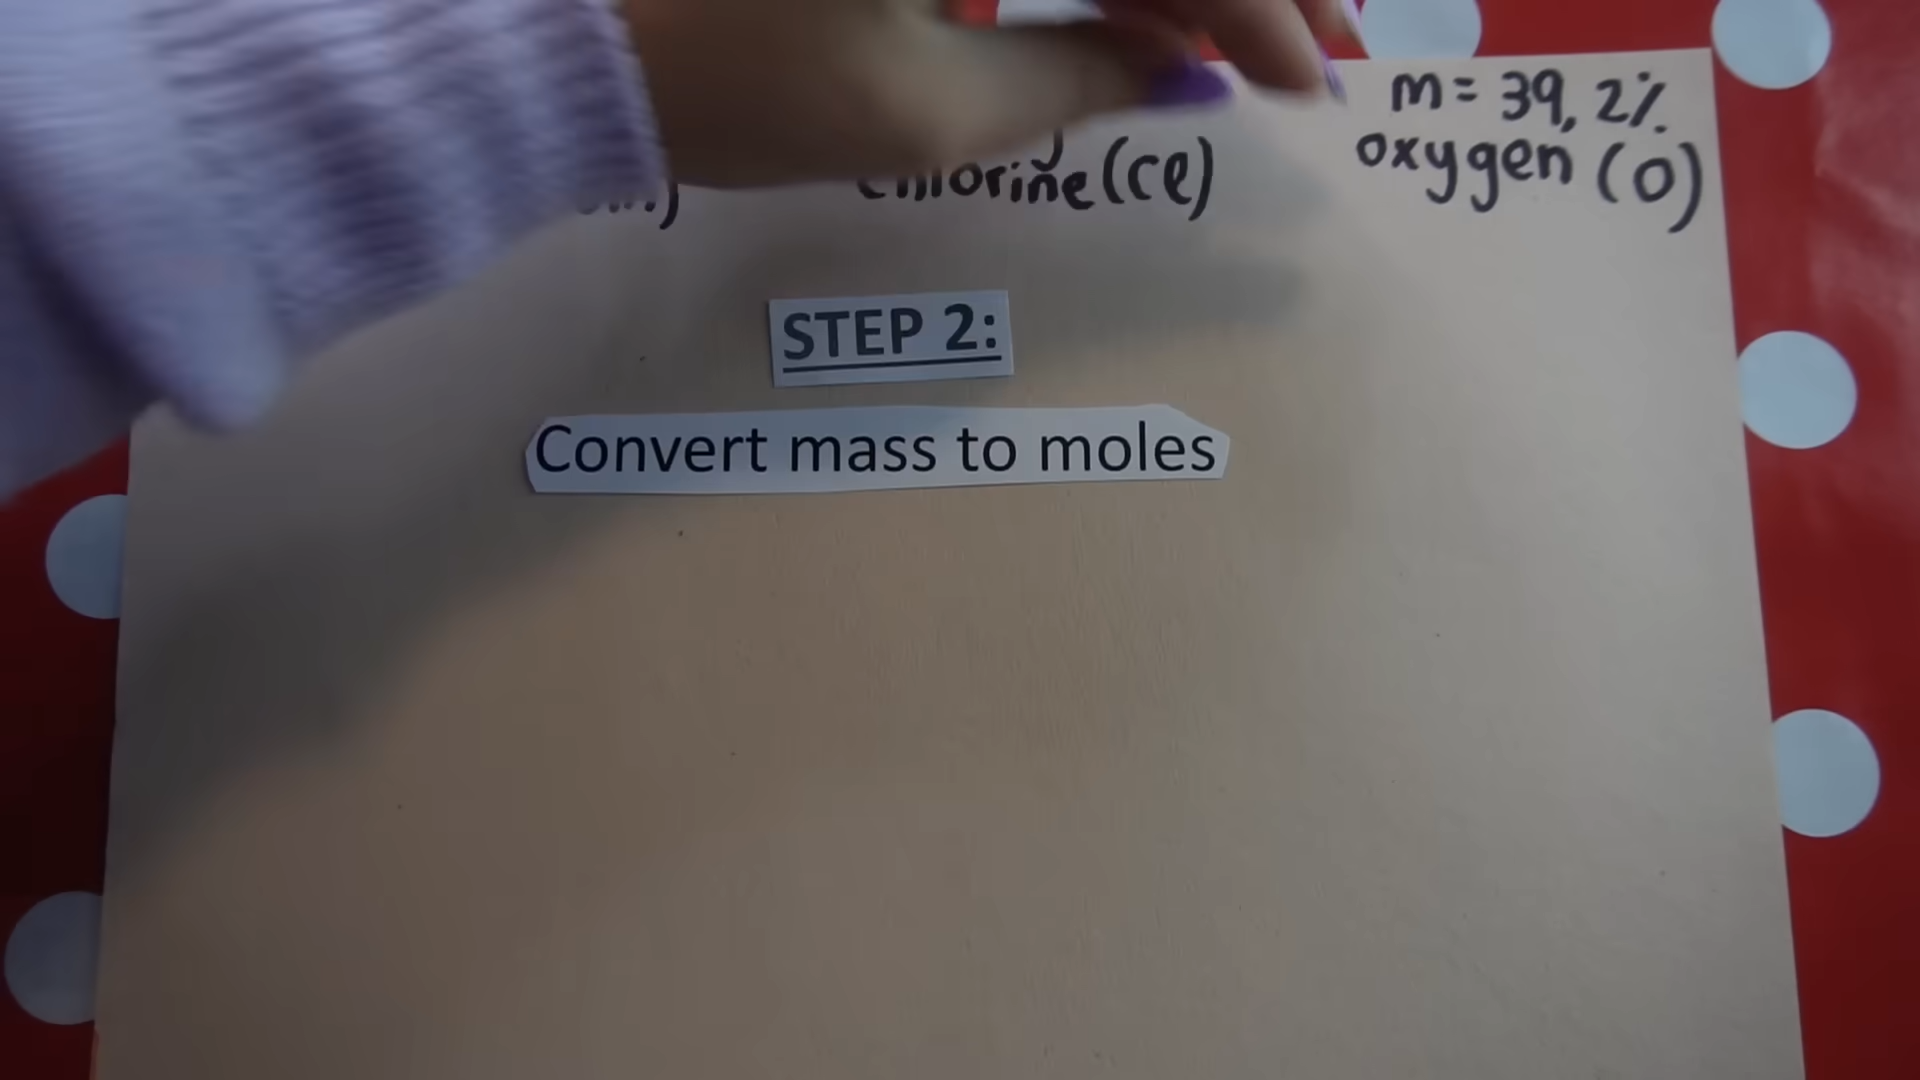 m = 39,2%
chlorine (Cl)
oxygen (O)
STEP 2:
Convert mass to moles